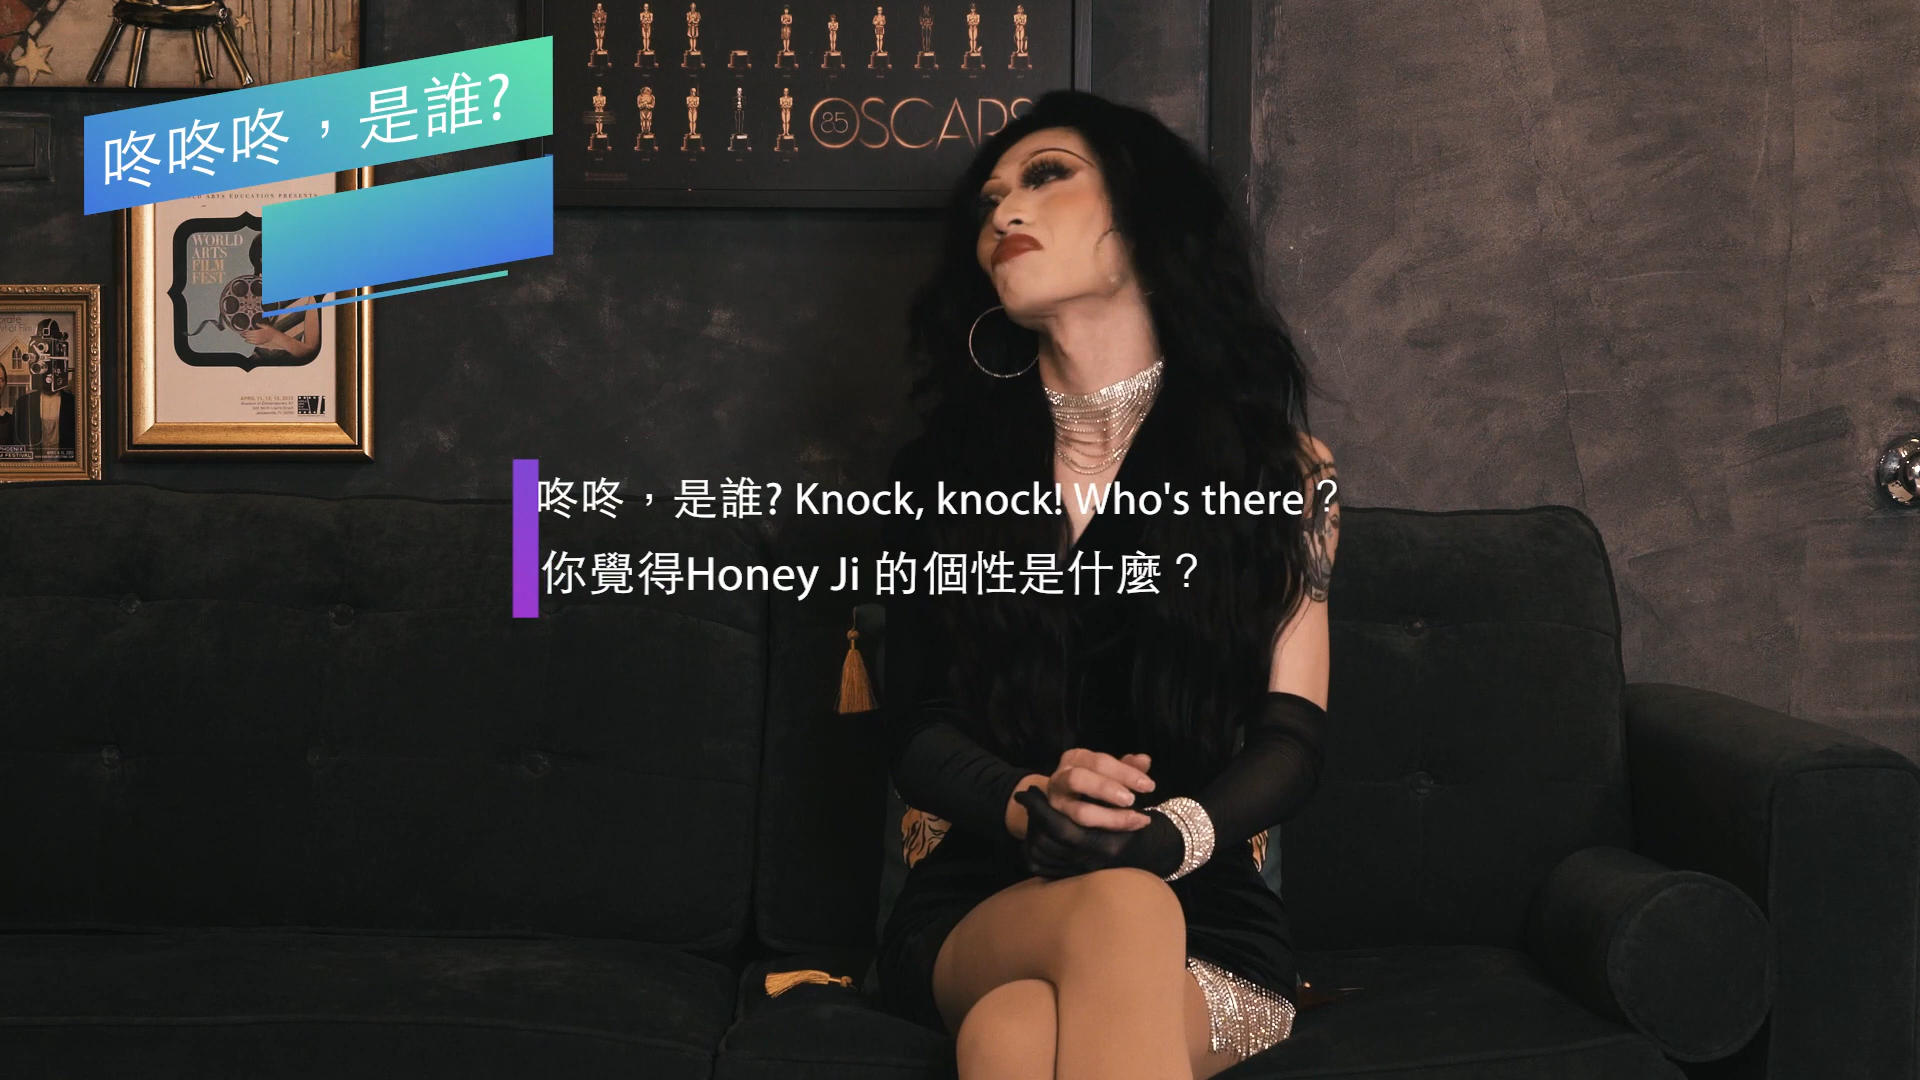 咚咚咚，是誰?
85 OSCARS
WORLD
ARTS
FILM
FEST
咚咚，是誰? Knock, knock! Who's there？
你覺得Honey Ji 的個性是什麼？